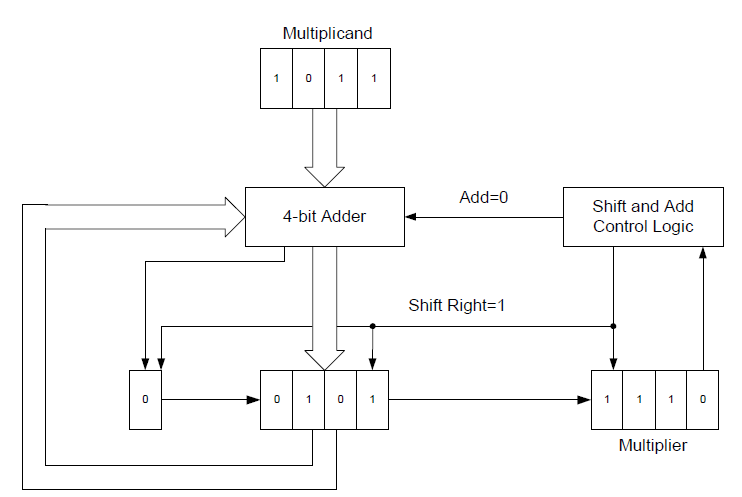 Multiplicand
1 0 1 1
4-bit Adder
Add=0
Shift and Add
Control Logic
Shift Right=1
0
0 1 0 1
1 1 1 0
Multiplier